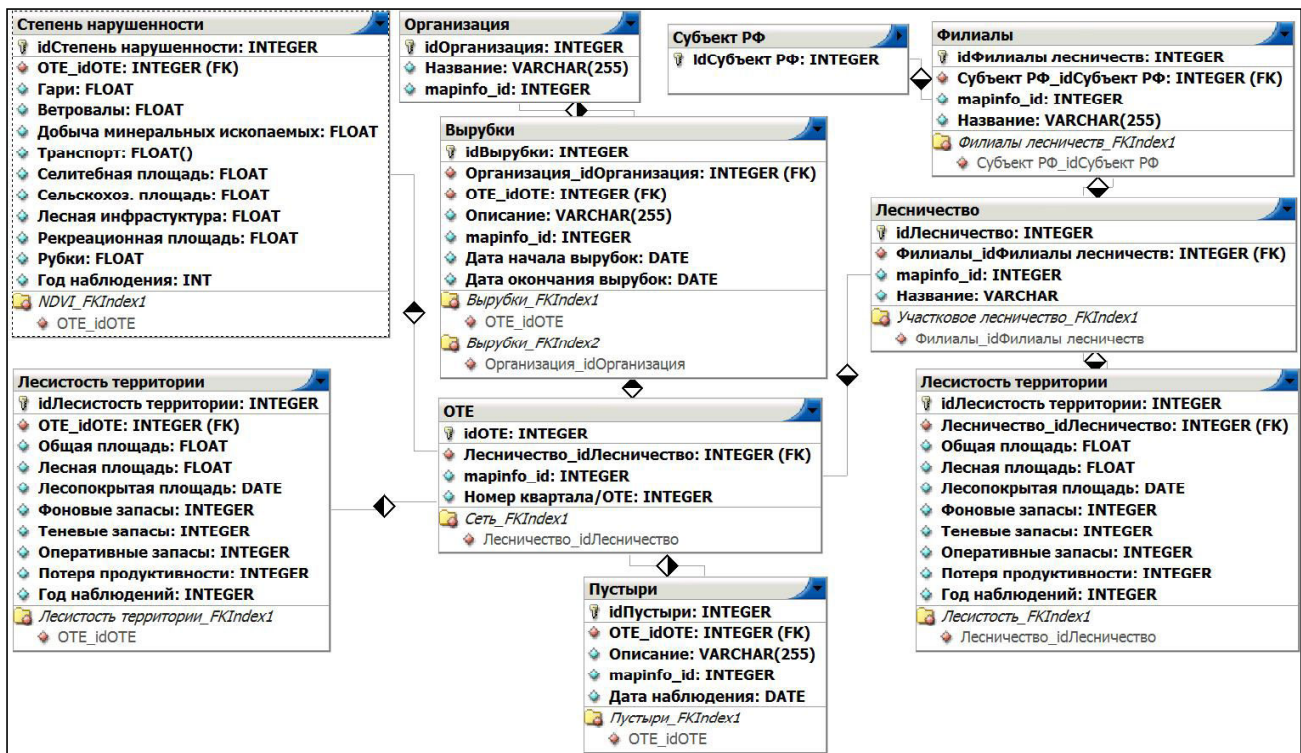 Степень нарушенности
idСтепень нарушенности: INTEGER
OTE_idOTE: INTEGER (FK)
Гари: FLOAT
Ветровалы: FLOAT
Добыча минеральных ископаемых: FLOAT
Транспорт: FLOAT()
Селитебная площадь: FLOAT
Сельскохоз. площадь: FLOAT
Лесная инфраструктура: FLOAT
Рекреационная площадь: FLOAT
Рубки: FLOAT
Год наблюдения: INT
NDVI_FKIndex1
OTE_idOTE
Организация
idОрганизация: INTEGER
Название: VARCHAR(255)
mapinfo_id: INTEGER
Субъект РФ
IdСубъект РФ: INTEGER
Филиалы
idФилиалы лесничеств: INTEGER
Субъект РФ_idСубъект РФ: INTEGER (FK)
mapinfo_id: INTEGER
Название: VARCHAR(255)
Филиалы лесничеств_FKIndex1
Субъект РФ_idСубъект РФ
Вырубки
idВырубки: INTEGER
Организация_idОрганизация: INTEGER (FK)
OTE_idOTE: INTEGER (FK)
Описание: VARCHAR(255)
mapinfo_id: INTEGER
Дата начала вырубок: DATE
Дата окончания вырубок: DATE
Вырубки_FKIndex1
OTE_idOTE
Вырубки_FKIndex2
Организация_idОрганизация
Лесничество
idЛесничество: INTEGER
Филиалы_idФилиалы лесничеств: INTEGER (FK)
mapinfo_id: INTEGER
Название: VARCHAR
Участковое лесничество_FKIndex1
Филиалы_idФилиалы лесничеств
Лесистость территории
idЛесистость территории: INTEGER
OTE_idOTE: INTEGER (FK)
Общая площадь: FLOAT
Лесная площадь: FLOAT
Лесопокрытая площадь: DATE
Фоновые запасы: INTEGER
Теневые запасы: INTEGER
Оперативные запасы: INTEGER
Потеря продуктивности: INTEGER
Год наблюдений: INTEGER
Лесистость территории_FKIndex1
OTE_idOTE
OTE
idOTE: INTEGER
Лесничество_idЛесничество: INTEGER (FK)
mapinfo_id: INTEGER
Номер квартала/OTE: INTEGER
Сеть_FKIndex1
Лесничество_idЛесничество
Лесистость территории
idЛесистость территории: INTEGER
Лесничество_idЛесничество: INTEGER (FK)
Общая площадь: FLOAT
Лесная площадь: FLOAT
Лесопокрытая площадь: DATE
Фоновые запасы: INTEGER
Теневые запасы: INTEGER
Оперативные запасы: INTEGER
Потеря продуктивности: INTEGER
Год наблюдений: INTEGER
Лесистость_FKIndex1
Лесничество_idЛесничество
Пустыри
idПустыри: INTEGER
OTE_idOTE: INTEGER (FK)
Описание: VARCHAR(255)
mapinfo_id: INTEGER
Дата наблюдения: DATE
Пустыри_FKIndex1
OTE_idOTE